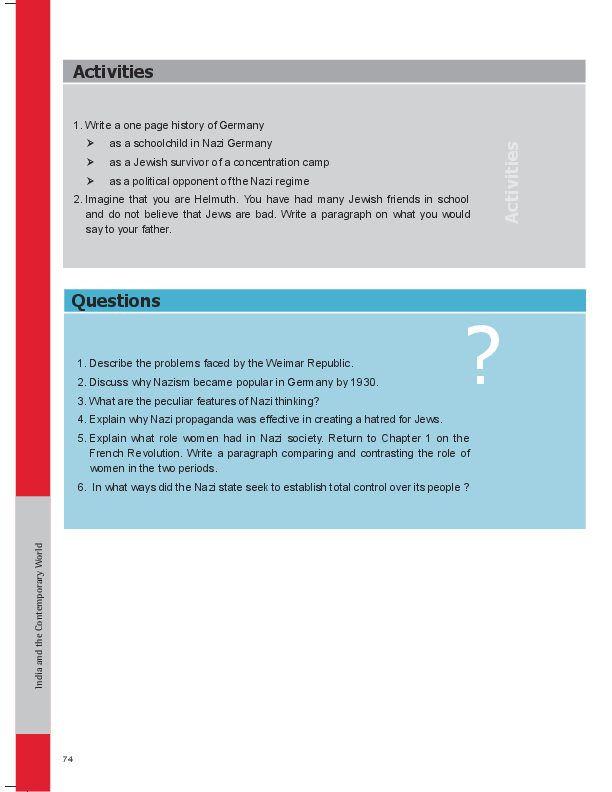 Activities
1. Write a one page history of Germany
➢ as a schoolchild in Nazi Germany
➢ as a Jewish survivor of a concentration camp
➢ as a political opponent of the Nazi regime
2. Imagine that you are Helmuth. You have had many Jewish friends in school
and do not believe that Jews are bad. Write a paragraph on what you would
say to your father.
Activities
Questions
?
1. Describe the problems faced by the Weimar Republic.
2. Discuss why Nazism became popular in Germany by 1930.
3. What are the peculiar features of Nazi thinking?
4. Explain why Nazi propaganda was effective in creating a hatred for Jews.
5. Explain what role women had in Nazi society. Return to Chapter 1 on the
French Revolution. Write a paragraph comparing and contrasting the role of
women in the two periods.
6. In what ways did the Nazi state seek to establish total control over its people ?
India and the Contemporary World
74